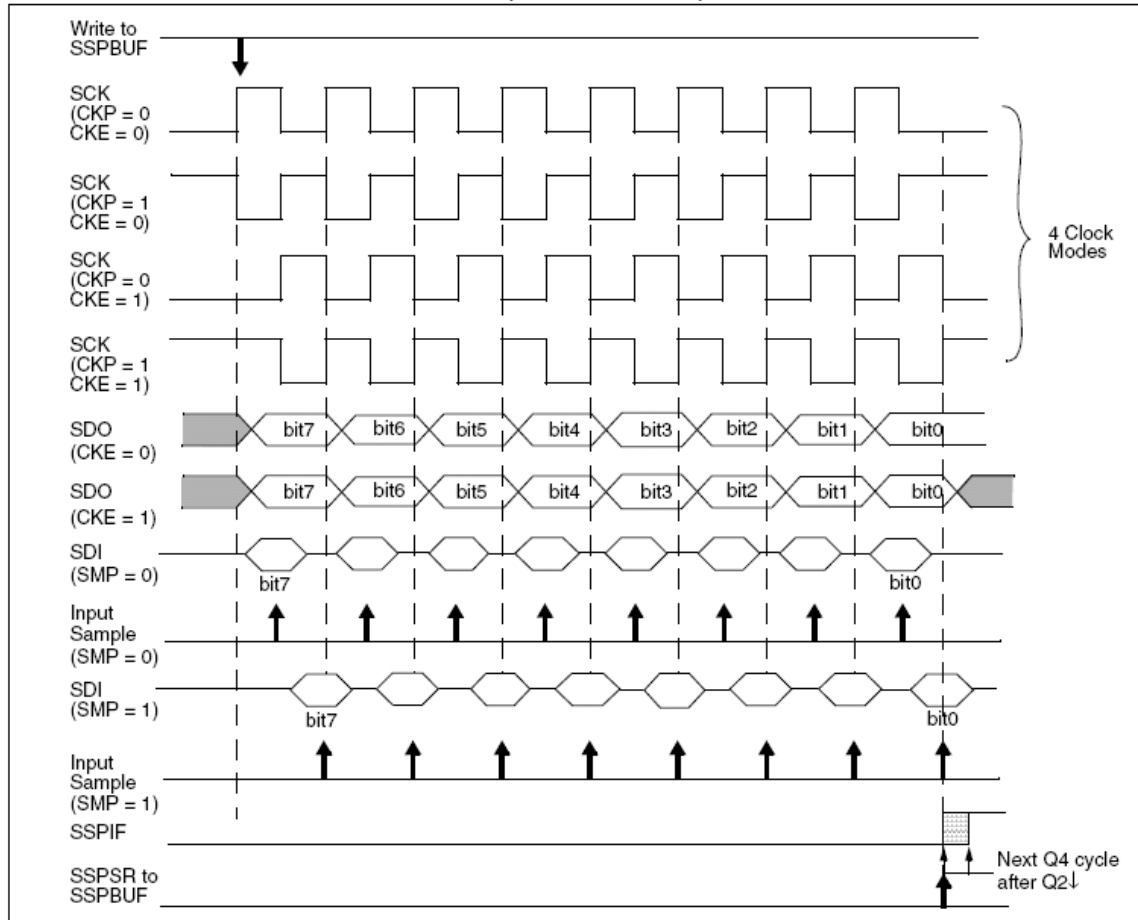 Write to
SSPBUF
SCK
(CKP = 0
CKE = 0)
SCK
(CKP = 1
CKE = 0)
SCK
(CKP = 0
CKE = 1)
SCK
(CKP = 1
CKE = 1)
4 Clock
Modes
SDO
(CKE = 0)
bit7 bit6 bit5 bit4 bit3 bit2 bit1 bit0
SDO
(CKE = 1)
bit7 bit6 bit5 bit4 bit3 bit2 bit1 bit0
SDI
(SMP = 0)
bit7 bit0
Input
Sample
(SMP = 0)
SDI
(SMP = 1)
bit7 bit0
Input
Sample
(SMP = 1)
SSPIF
SSPSR to
SSPBUF
Next Q4 cycle
after Q2↓